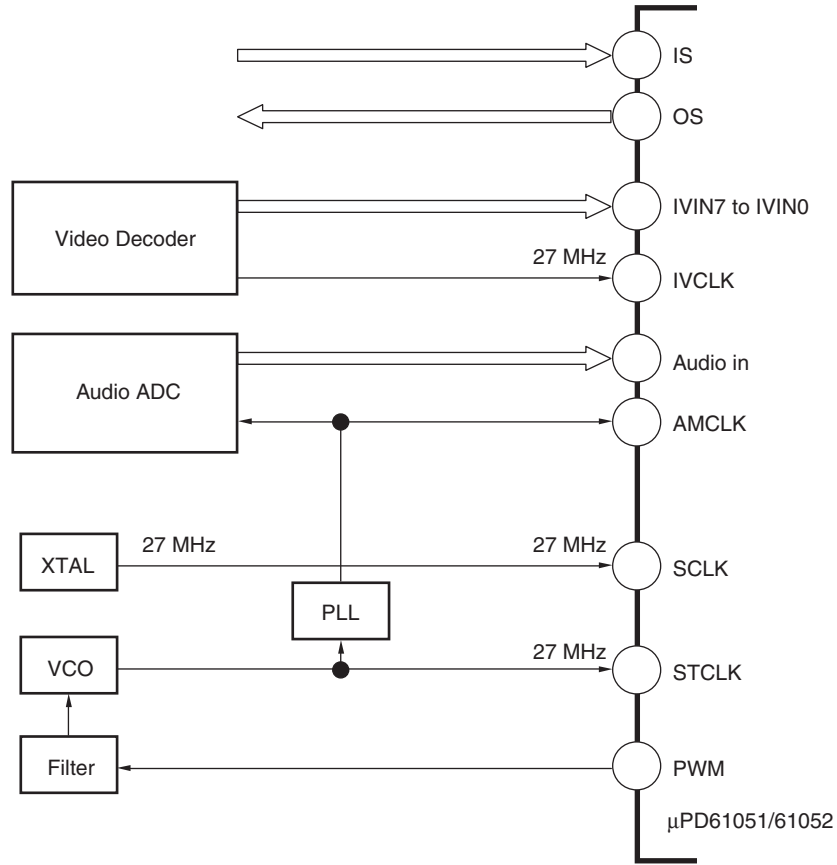 IS
OS
Video Decoder
IVIN7 to IVIN0
27 MHz
IVCLK
Audio ADC
Audio in
AMCLK
XTAL
27 MHz
27 MHz
SCLK
PLL
VCO
27 MHz
STCLK
Filter
PWM
μPD61051/61052